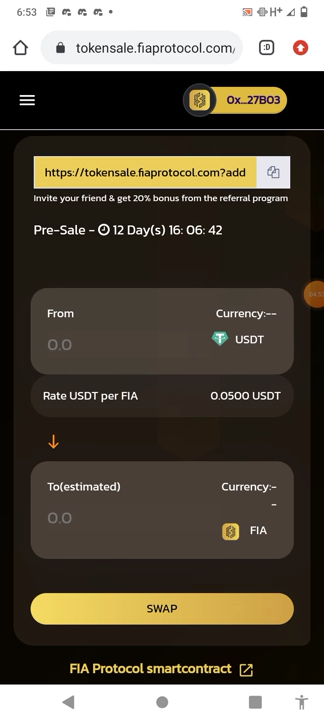 6:53
H+
tokensale.fiaprotocol.com/
:D
0x...27B03
https://tokensale.fiaprotocol.com?add
Invite your friend & get 20% bonus from the referral program
Pre-Sale - 12 Day(s) 16: 06: 42
From
Currency:--
0.0
USDT
Rate USDT per FIA
0.0500 USDT
To(estimated)
Currency:-
-
0.0
FIA
SWAP
FIA Protocol smartcontract